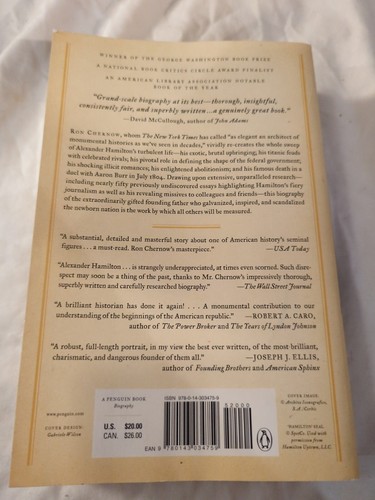 WINNER OF THE GEORGE WASHINGTON BOOK PRIZE
A NATIONAL BOOK CRITICS CIRCLE AWARD FINALIST
AN AMERICAN LIBRARY ASSOCIATION NOTABLE
BOOK OF THE YEAR
"Grand-scale biography at its best—thorough, insightful,
consistently fair, and superbly written... a genuinely great book."
—David McCullough, author of John Adams
RON CHERNOW, whom The New York Times has called "as elegant an architect of
monumental histories as we've seen in decades," vividly re-creates the whole sweep
of Alexander Hamilton's turbulent life—his exotic, brutal upbringing; his titanic feuds
with celebrated rivals; his pivotal role in defining the shape of the federal government;
his shocking illicit romances; his enlightened abolitionism; and his famous death in a
duel with Aaron Burr in July 1804. Drawing upon extensive, unparalleled research—
including nearly fifty previously undiscovered essays highlighting Hamilton's fiery
journalism as well as his revealing missives to colleagues and friends—this biography
of the extraordinarily gifted founding father who galvanized, inspired, and scandalized
the newborn nation is the work by which all others will be measured.
"A substantial, detailed and masterful story about one of American history's seminal
figures . . . a must-read. Ron Chernow's masterpiece." —USA Today
"Alexander Hamilton . . . is strangely underappreciated, at times even scorned. Such disre-
spect may soon be a thing of the past, thanks to Mr. Chernow's impressively thorough,
superbly written and carefully researched biography." —The Wall Street Journal
"A brilliant historian has done it again! . . . A monumental contribution to our
understanding of the beginnings of the American republic." —ROBERT A. CARO,
author of The Power Broker and The Years of Lyndon Johnson
"A robust, full-length portrait, in my view the best ever written, of the most brilliant,
charismatic, and dangerous founder of them all." —JOSEPH J. ELLIS,
author of Founding Brothers and American Sphinx
A PENGUIN BOOK
Biography
www.penguin.com
COVER DESIGN:
Gabriele Wilson
ISBN 978-0-14-303475-9
52000
U.S. $20.00
CAN. $26.00
EAN 9 780143 034759
COVER IMAGE:
HAMILTON SEAL
permission from
Hamilton Uptown, LLC.